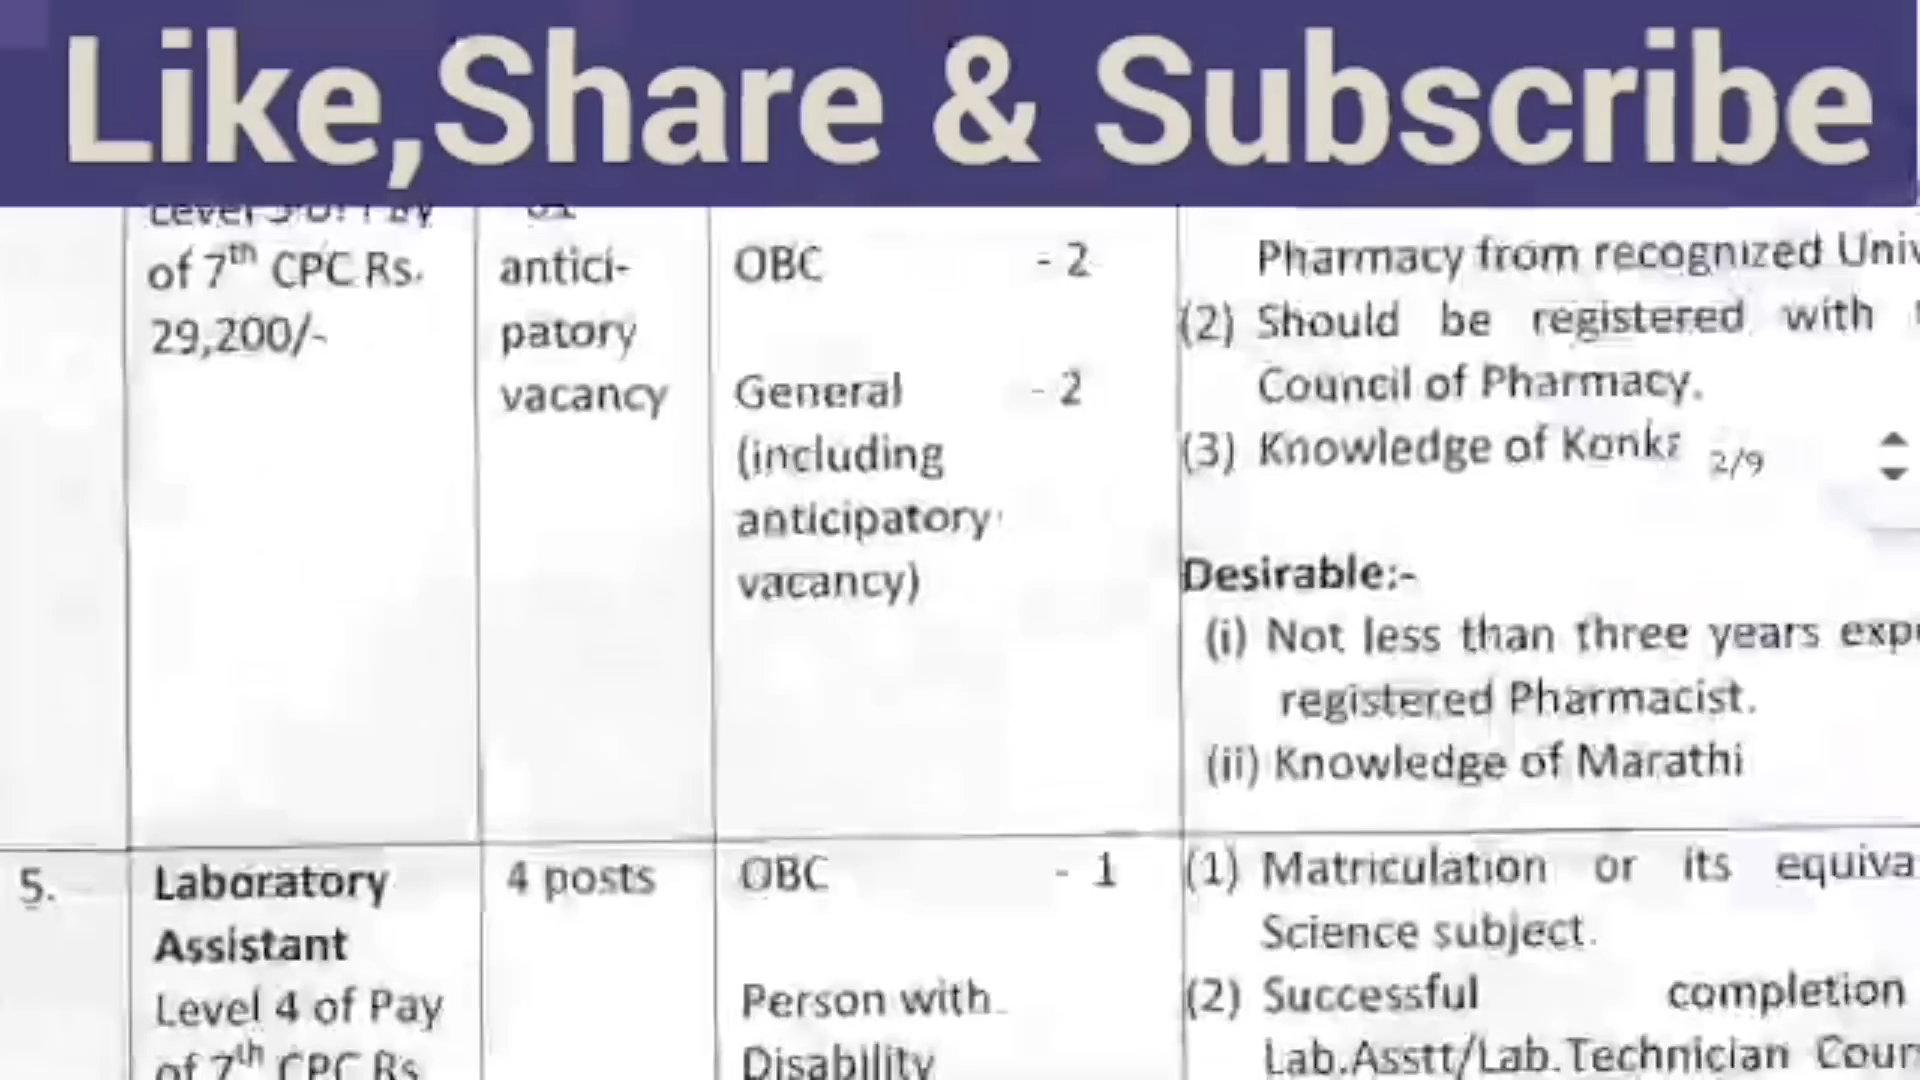 Like,Share & Subscribe
of 7th CPC Rs.
29,200/-
antici-
patory
vacancy
OBC - 2
General - 2
(including
anticipatory
vacancy)
Pharmacy from recognized
(2) Should be registered with
Council of Pharmacy.
(3) Knowledge of
2/9
Desirable:-
(i) Not less than three years
registered Pharmacist.
(ii) Knowledge of Marathi
5.
Laboratory
Assistant
Level 4 of Pay
of 7th CPC Rs.
4 posts
OBC - 1
Person with
Disability
(1) Matriculation or its
Science subject.
(2) Successful completion
Lab.Asstt/Lab.Technician